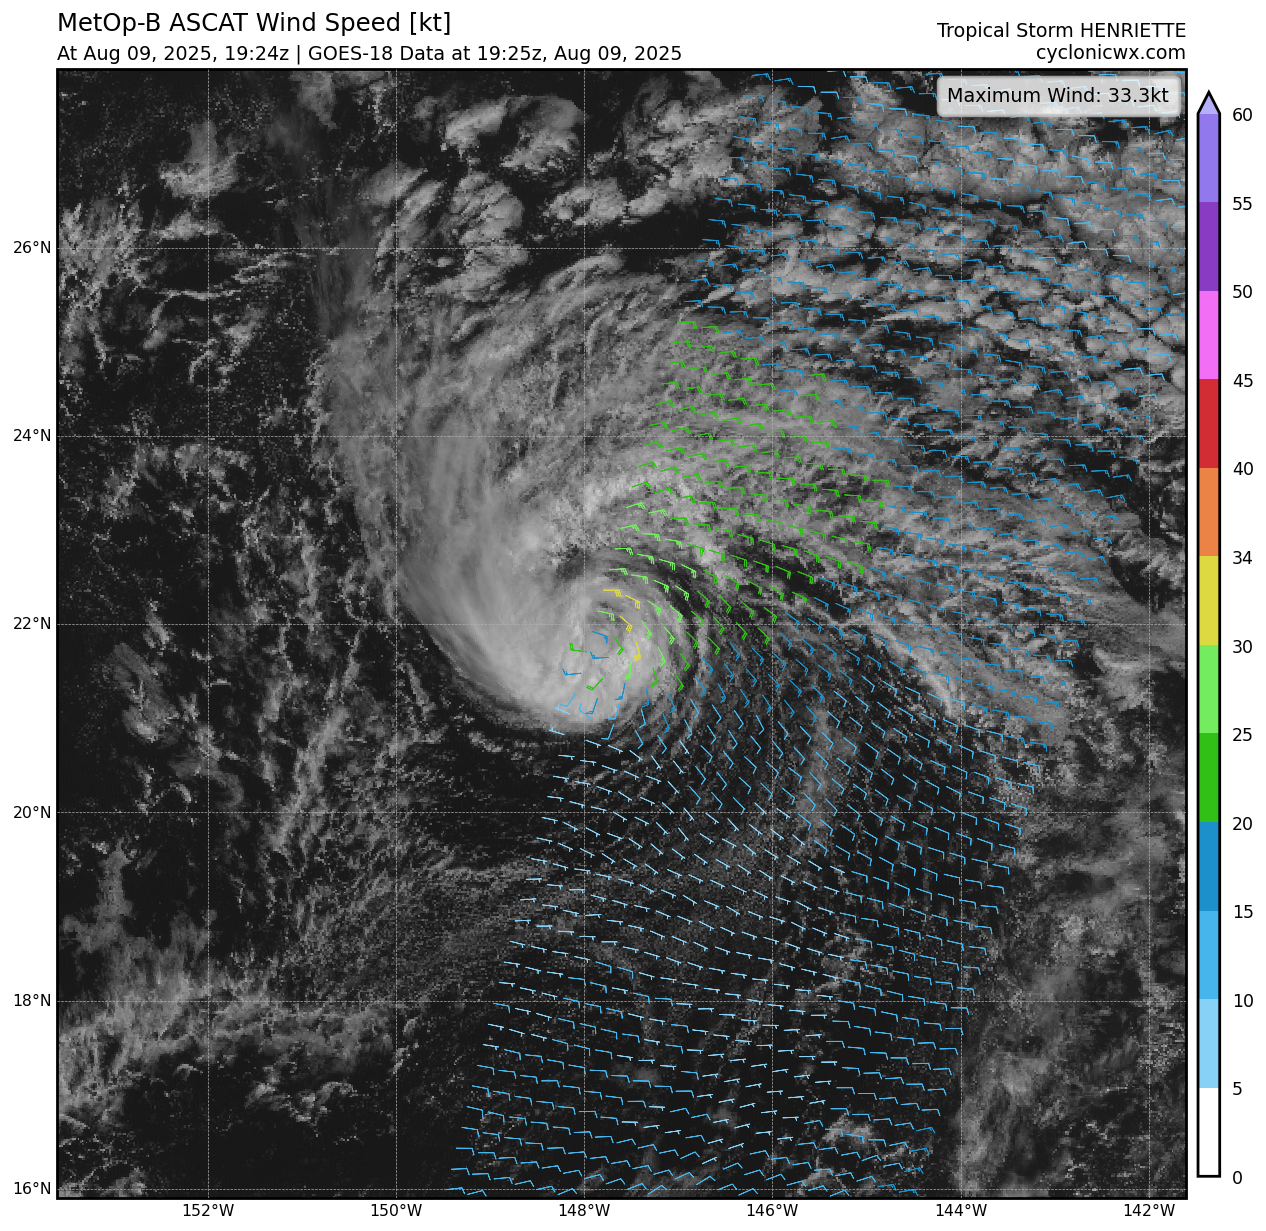 MetOp-B ASCAT Wind Speed [kt]
At Aug 09, 2025, 19:24z | GOES-18 Data at 19:25z, Aug 09, 2025
Tropical Storm HENRIETTE
cyclonicwx.com
Maximum Wind: 33.3kt
60
55
50
45
40
34
30
25
20
15
10
5
0
26°N
24°N
22°N
20°N
18°N
16°N
152°W
150°W
148°W
146°W
144°W
142°W